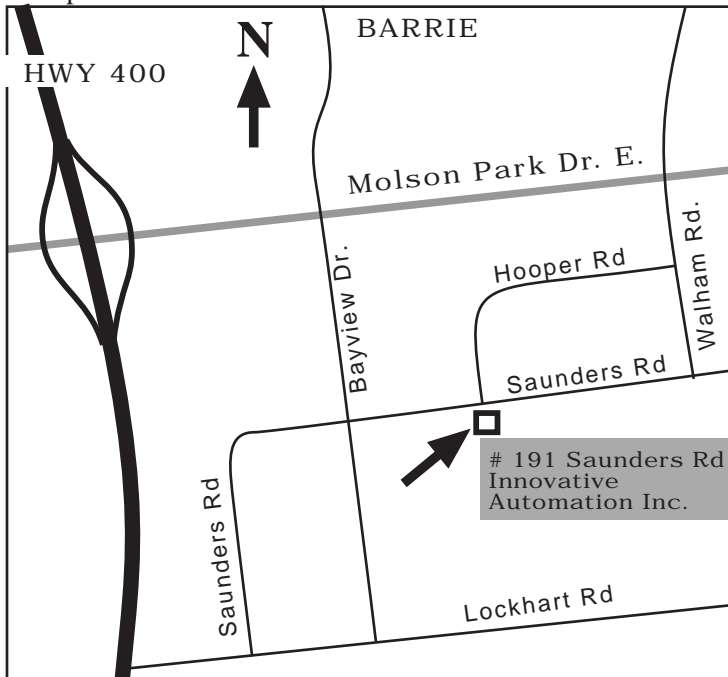 BARRIE
N
HWY 400
Molson Park Dr. E.
Hooper Rd
Walham Rd.
Bayview Dr.
Saunders Rd
# 191 Saunders Rd
Innovative
Automation Inc.
Saunders Rd
Lockhart Rd